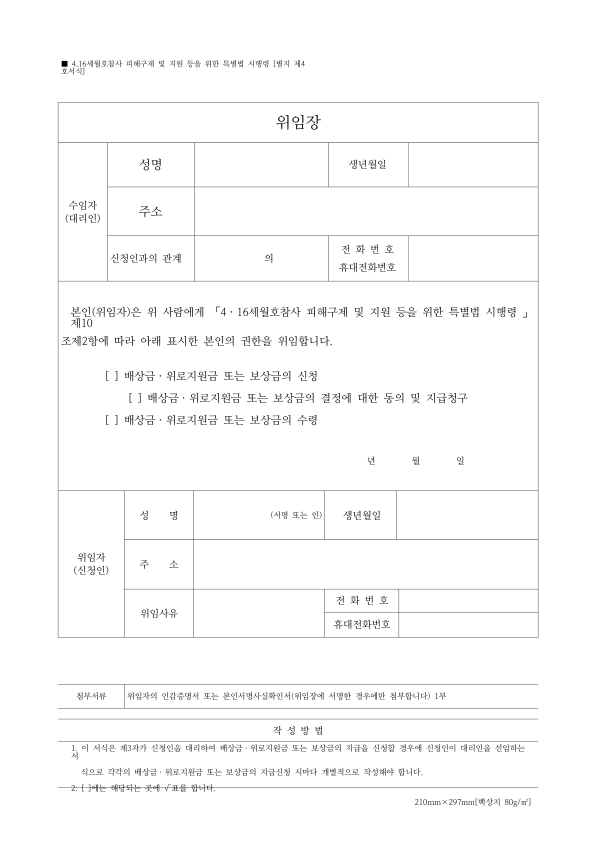 ■ 4.16세월호참사 피해구제 및 지원 등을 위한 특별법 시행령 [별지 제4
호서식]
위임장
수임자
(대리인)
성명
생년월일
주소
신청인과의 관계
의
전 화 번 호
휴대전화번호
본인(위임자)은 위 사람에게 「4ㆍ16세월호참사 피해구제 및 지원 등을 위한 특별법 시행령 」
제10
조제2항에 따라 아래 표시한 본인의 권한을 위임합니다.
[ ] 배상금ㆍ위로지원금 또는 보상금의 신청
[ ] 배상금ㆍ위로지원금 또는 보상금의 결정에 대한 동의 및 지급청구
[ ] 배상금ㆍ위로지원금 또는 보상금의 수령
년 월 일
위임자
(신청인)
성 명
(서명 또는 인)
생년월일
주 소
위임사유
전 화 번 호
휴대전화번호
첨부서류
위임자의 인감증명서 또는 본인서명사실확인서(위임장에 서명한 경우에만 첨부합니다) 1부
작 성 방 법
1. 이 서식은 제3자가 신청인을 대리하여 배상금ㆍ위로지원금 또는 보상금의 지급을 신청할 경우에 신청인이 대리인을 선임하는
서
식으로 각각의 배상금ㆍ위로지원금 또는 보상금의 지급신청 시마다 개별적으로 작성해야 합니다.
2. [ ]에는 해당되는 곳에 √표를 합니다.
210mm×297mm[백상지 80g/㎡]